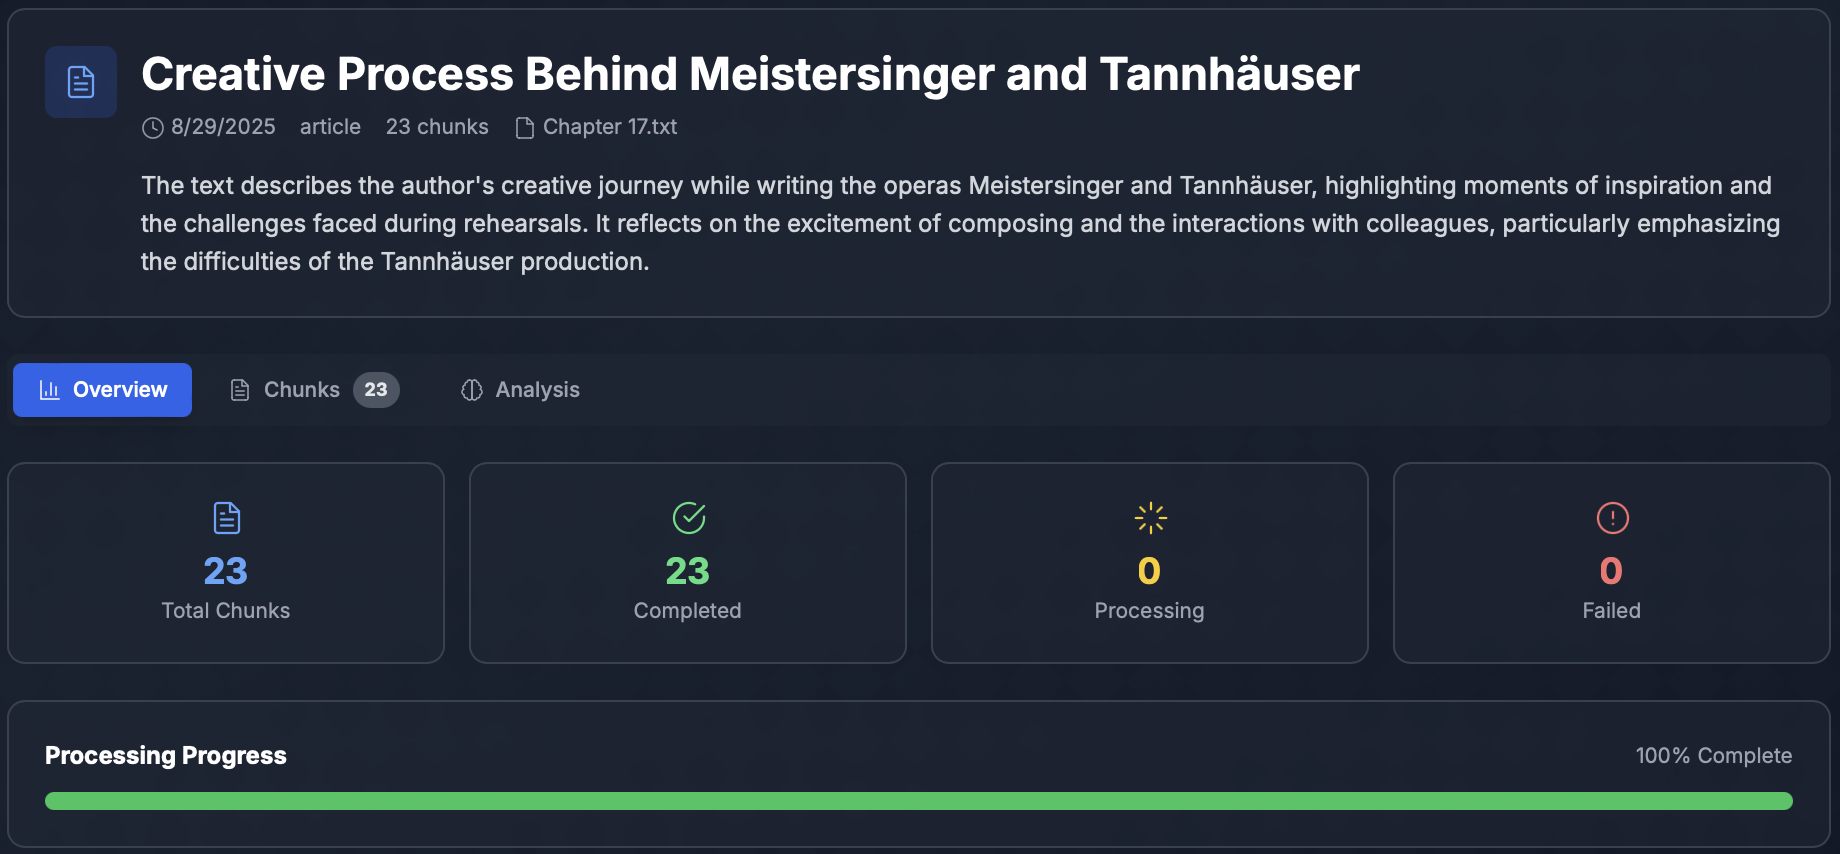 Creative Process Behind Meistersinger and Tannhäuser
8/29/2025 article 23 chunks Chapter 17.txt
The text describes the author's creative journey while writing the operas Meistersinger and Tannhäuser, highlighting moments of inspiration and
the challenges faced during rehearsals. It reflects on the excitement of composing and the interactions with colleagues, particularly emphasizing
the difficulties of the Tannhäuser production.
Overview Chunks 23 Analysis
23
Total Chunks
23
Completed
0
Processing
0
Failed
Processing Progress 100% Complete